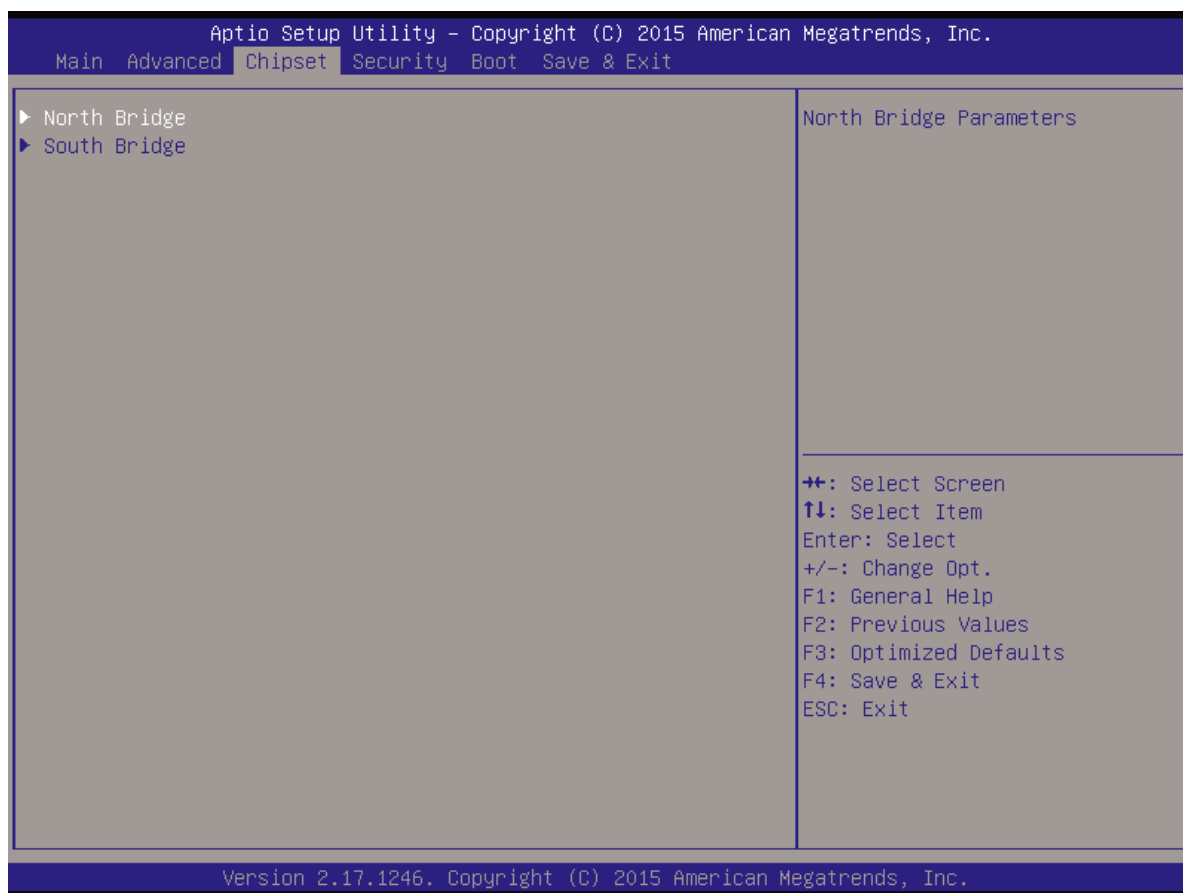 Aptio Setup Utility – Copyright (C) 2015 American Megatrends, Inc.
Main Advanced Chipset Security Boot Save & Exit
▶ North Bridge
▶ South Bridge
North Bridge Parameters
→←: Select Screen
↑↓: Select Item
Enter: Select
+/-: Change Opt.
F1: General Help
F2: Previous Values
F3: Optimized Defaults
F4: Save & Exit
ESC: Exit
Version 2.17.1246. Copyright (C) 2015 American Megatrends, Inc.